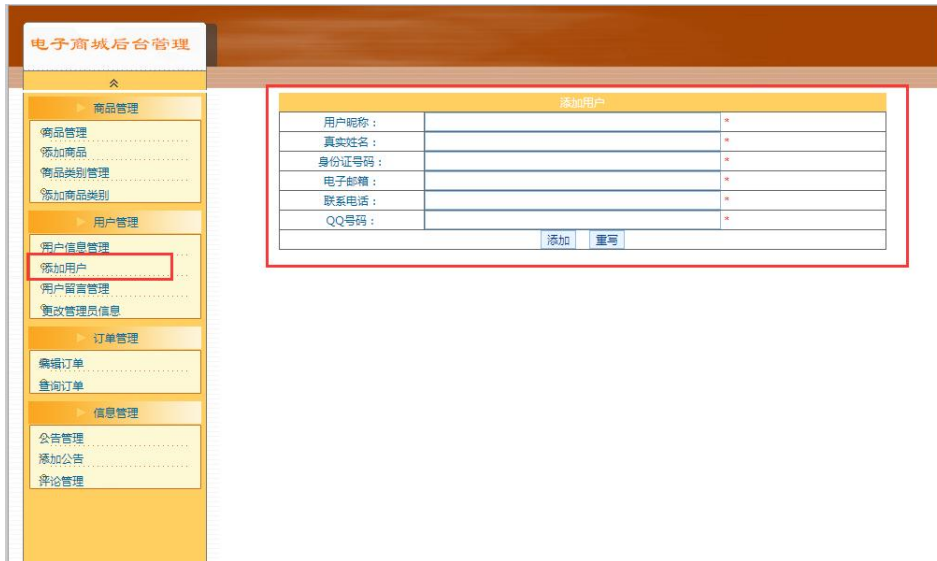 电子商城后台管理
商品管理
商品管理
添加商品
商品类别管理
添加商品类别
用户管理
用户信息管理
添加用户
用户留言管理
更改管理员信息
订单管理
编辑订单
查询订单
信息管理
公告管理
添加公告
评论管理
添加用户
用户昵称：
*
真实姓名：
*
身份证号码：
*
电子邮箱：
*
联系电话：
*
QQ号码：
*
添加 重写